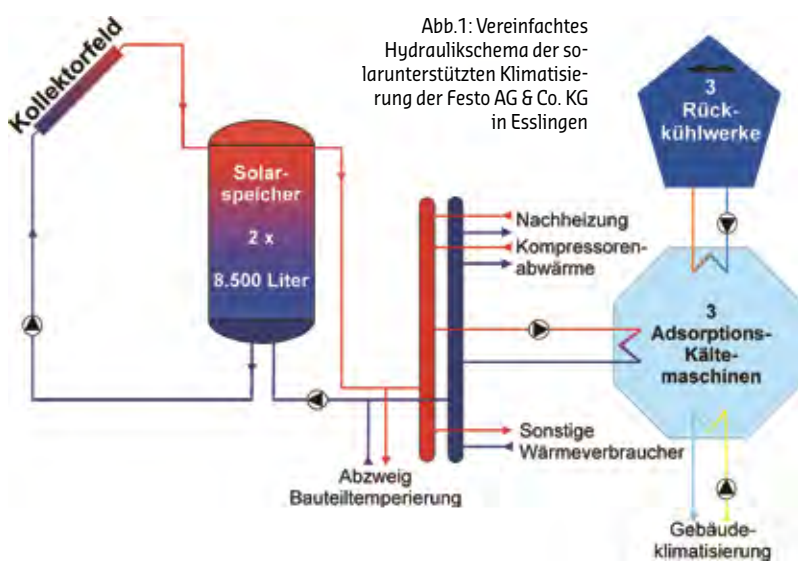 Abb.1: Vereinfachtes
Hydraulikschema der so-
larunterstützten Klimatisie-
rung der Festo AG & Co. KG
in Esslingen
Kollektorfeld
Solar-
speicher
2 x
8.500 Liter
Nachheizung
Kompressoren-
abwärme
Sonstige
Wärmeverbraucher
Abzweig
Bauteiltemperierung
3
Rück-
kühlwerke
3
Adsorptions-
Kälte-
maschinen
Gebäude-
klimatisierung